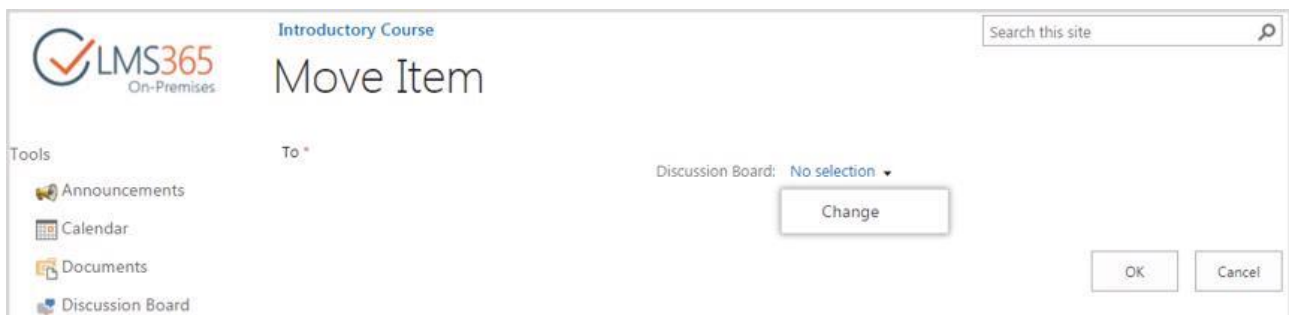 LMS365
On-Premises
Introductory Course
Move Item
Search this site
Tools
Announcements
Calendar
Documents
Discussion Board
To *
Discussion Board: No selection
Change
OK
Cancel